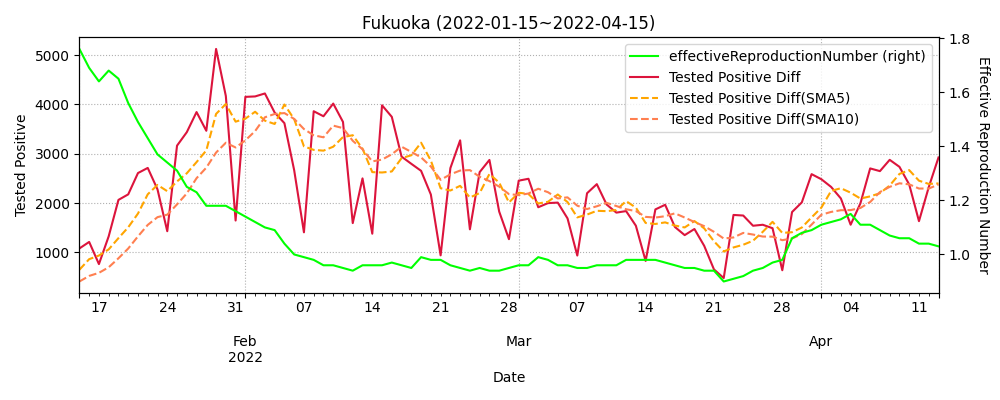 Fukuoka (2022-01-15~2022-04-15)
effectiveReproductionNumber (right)
Tested Positive Diff
Tested Positive Diff(SMA5)
Tested Positive Diff(SMA10)
Tested Positive
5000
4000
3000
2000
1000
1.8
1.6
1.4
1.2
1.0
Effective Reproduction Number
17 24 31 07 14 21 28 07 14 21 28 04 11
Feb Mar Apr
2022
Date